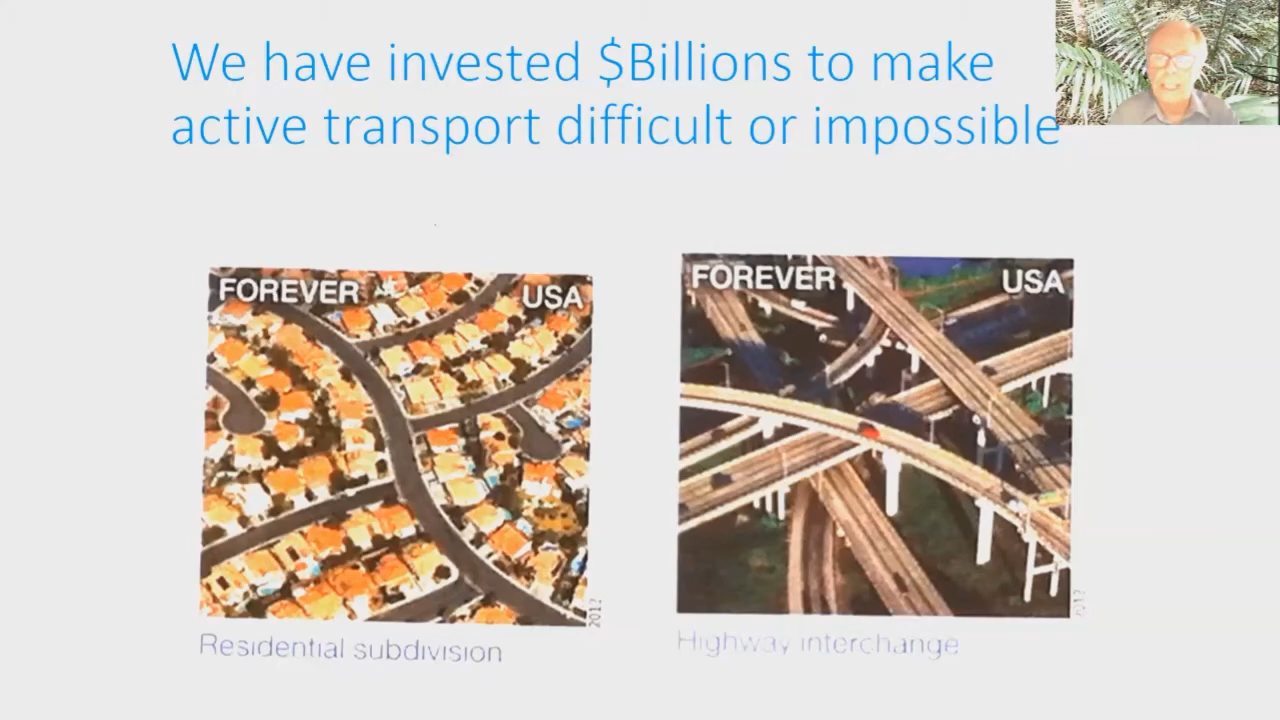 We have invested $Billions to make
active transport difficult or impossible
FOREVER USA
FOREVER USA
2012
Residential subdivision
Highway interchange